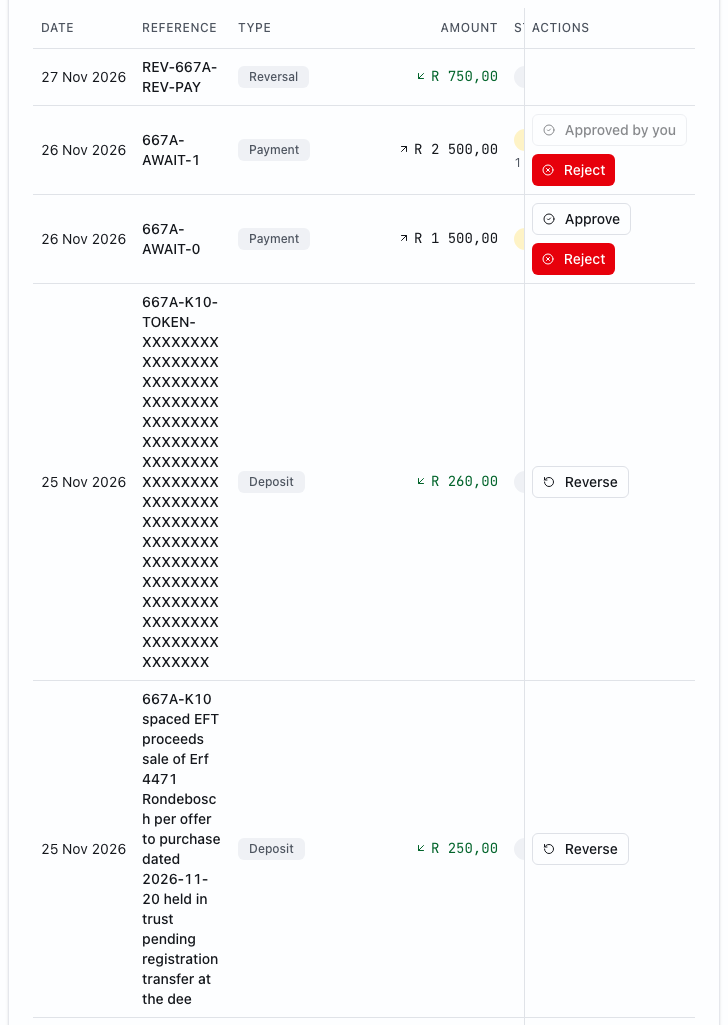 DATE REFERENCE TYPE AMOUNT ACTIONS
27 Nov 2026 REV-667A-
REV-PAY Reversal R 750,00
26 Nov 2026 667A-
AWAIT-1 Payment R 2 500,00 1 Approved by you
Reject
26 Nov 2026 667A-
AWAIT-0 Payment R 1 500,00 Approve
Reject
667A-K10-
TOKEN-
XXXXXXXX
XXXXXXXX
XXXXXXXX
XXXXXXXX
XXXXXXXX
XXXXXXXX
XXXXXXXX
25 Nov 2026 XXXXXXXX Deposit R 260,00 Reverse
XXXXXXXX
XXXXXXXX
XXXXXXXX
XXXXXXXX
XXXXXXXX
XXXXXXXX
XXXXXXXX
XXXXXXXX
XXXXXXX
667A-K10
spaced EFT
proceeds
sale of Erf
4471
Rondebosc
h per offer
to purchase
25 Nov 2026 dated Deposit R 250,00 Reverse
2026-11-
20 held in
trust
pending
registration
transfer at
the dee